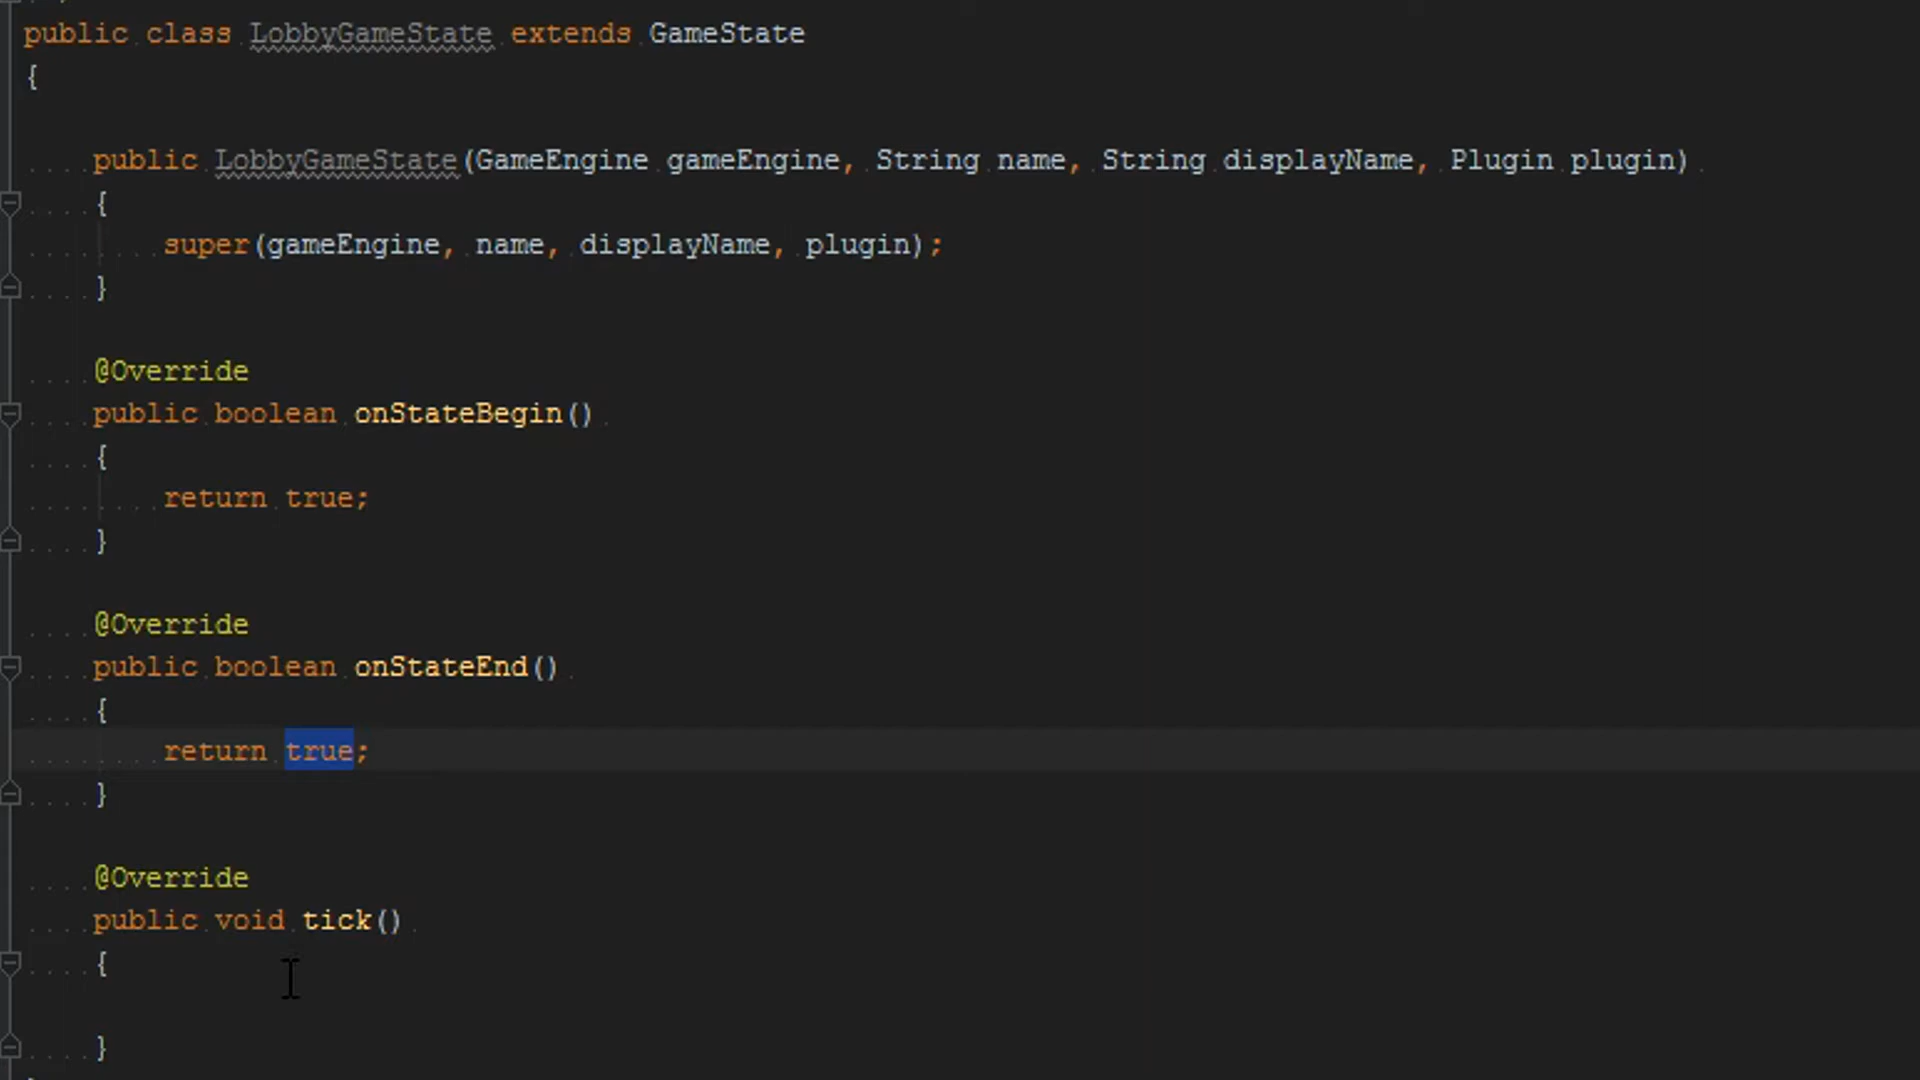 public class LobbyGameState extends GameState
{
public LobbyGameState(GameEngine gameEngine, String name, String displayName, Plugin plugin)
{
super(gameEngine, name, displayName, plugin);
}
@Override
public boolean onStateBegin()
{
return true;
}
@Override
public boolean onStateEnd()
{
return true;
}
@Override
public void tick()
{
}